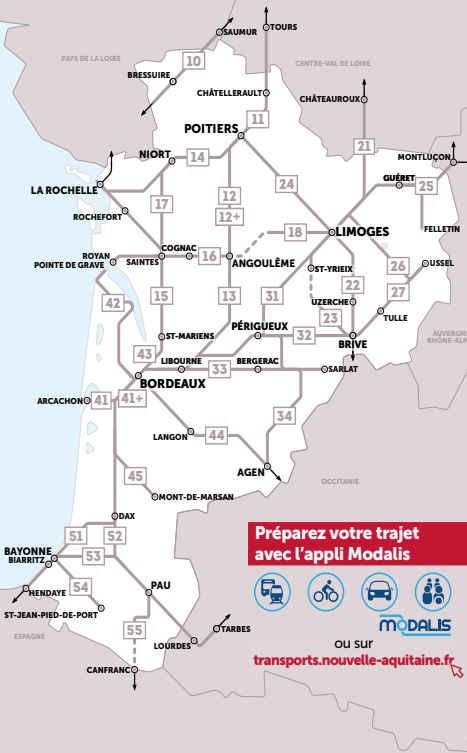 TOURS
SAUMUR
PAYS DE LA LOIRE
10
CENTRE-VAL DE LOIRE
BRESSUIRE
CHÂTELLERAULT
CHÂTEAUROUX
11
POITIERS
21
NIORT
14
MONTLUÇON
GUÉRET
24
25
LA ROCHELLE
12
17
12+
ROCHEFORT
18
LIMOGES
FELLETIN
COGNAC
ROYAN
16
POINTE DE GRAVE
SAINTES
ANGOULÊME
ST-YRIEIX
26
USSEL
22
27
42
15
13
31
UZERCHE
23
TULLE
PÉRIGUEUX
ST-MARIENS
32
AUVERGNE
RHÔNE-ALP
BRIVE
43
LIBOURNE
33
BERGERAC
SARLAT
BORDEAUX
ARCACHON
41
41+
34
LANGON
44
AGEN
45
OCCITANIE
MONT-DE-MARSAN
DAX
51
52
Préparez votre trajet
avec l'appli Modalis
BAYONNE
53
BIARRITZ
54
PAU
HENDAYE
ST-JEAN-PIED-DE-PORT
MODALIS
55
TARBES
ESPAGNE
LOURDES
ou sur
CANFRANC
transports.nouvelle-aquitaine.fr